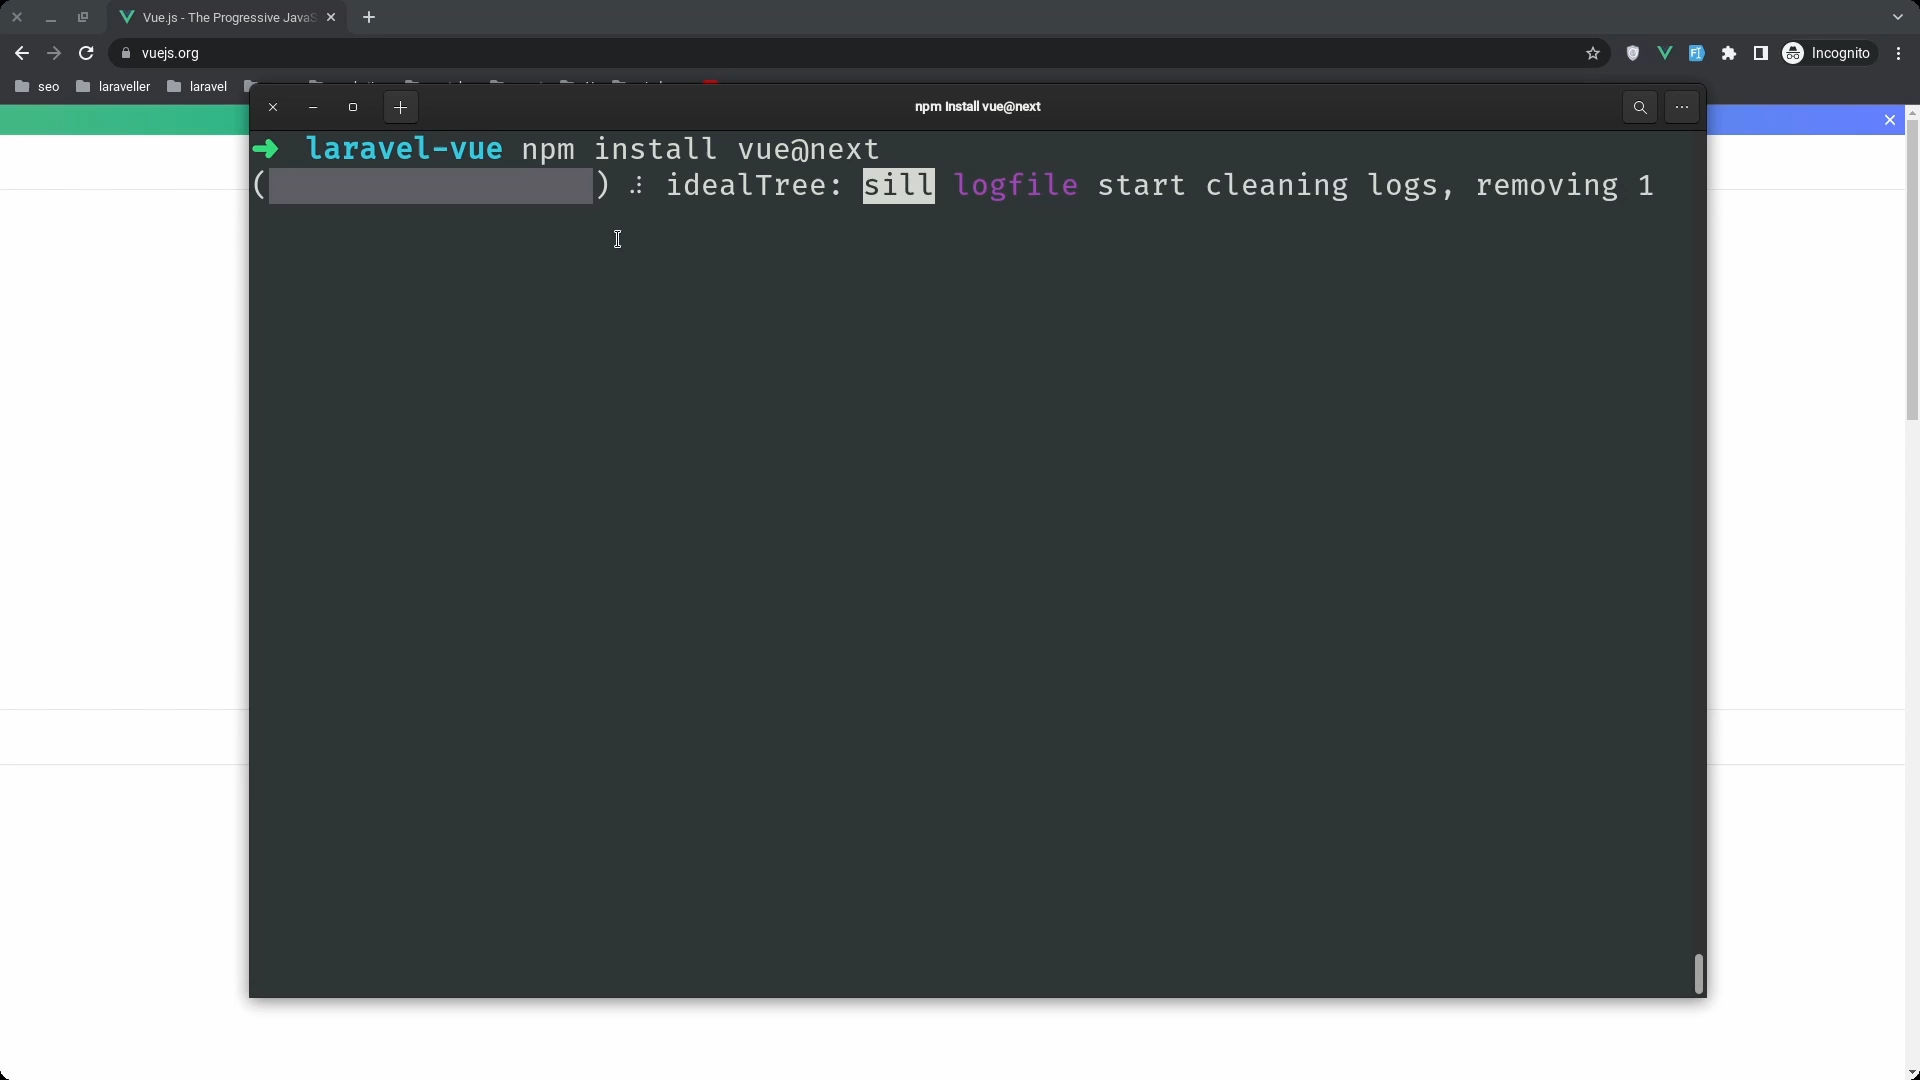 Vue.js - The Progressive JavaS
vuejs.org
Incognito
seo
laraveller
laravel
npm install vue@next
➜ laravel-vue npm install vue@next
( ) ⠼ idealTree: sill logfile start cleaning logs, removing 1